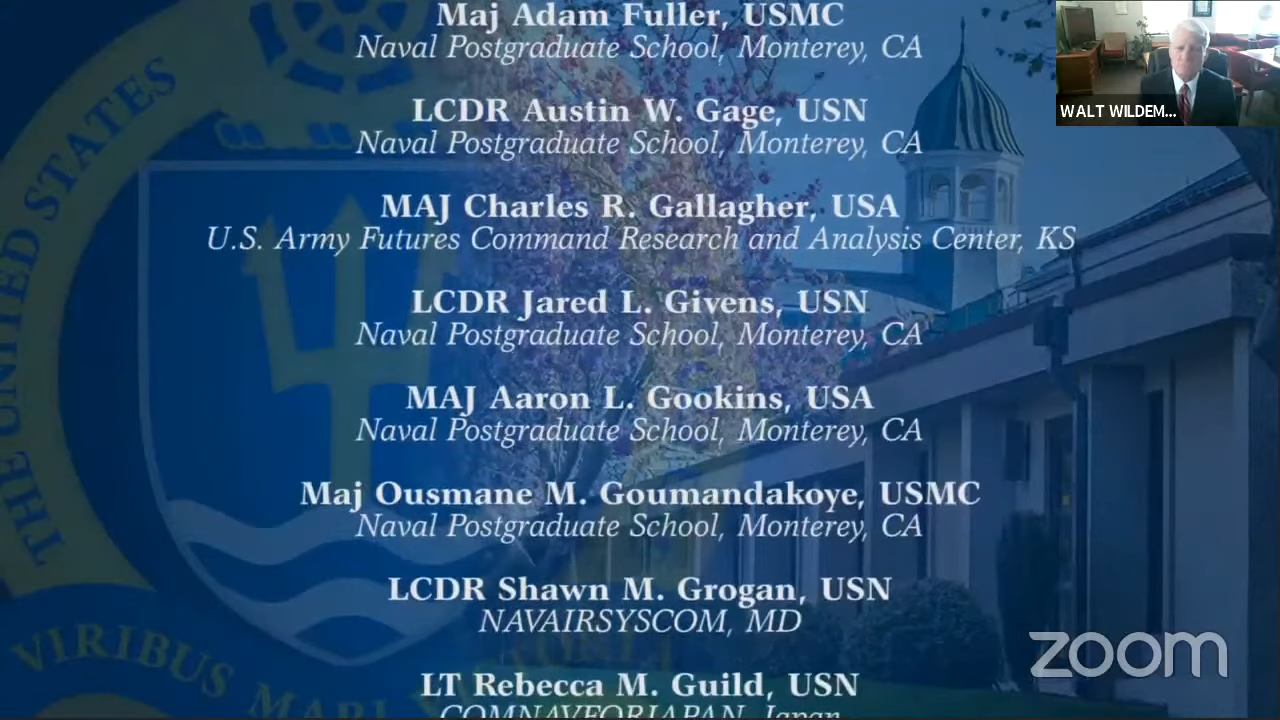 Maj Adam Fuller, USMC
Naval Postgraduate School, Monterey, CA
WALT WILDEM...
LCDR Austin W. Gage, USN
Naval Postgraduate School, Monterey, CA
MAJ Charles R. Gallagher, USA
U.S. Army Futures Command Research and Analysis Center, KS
LCDR Jared L. Givens, USN
Naval Postgraduate School, Monterey, CA
MAJ Aaron L. Gookins, USA
Naval Postgraduate School, Monterey, CA
Maj Ousmane M. Goumandakoye, USMC
Naval Postgraduate School, Monterey, CA
LCDR Shawn M. Grogan, USN
NAVAIRSYSCOM, MD
LT Rebecca M. Guild, USN
COMNAVFORJAPAN, Japan
THE UNITED STATES
VIRIBUS MARI
zoom